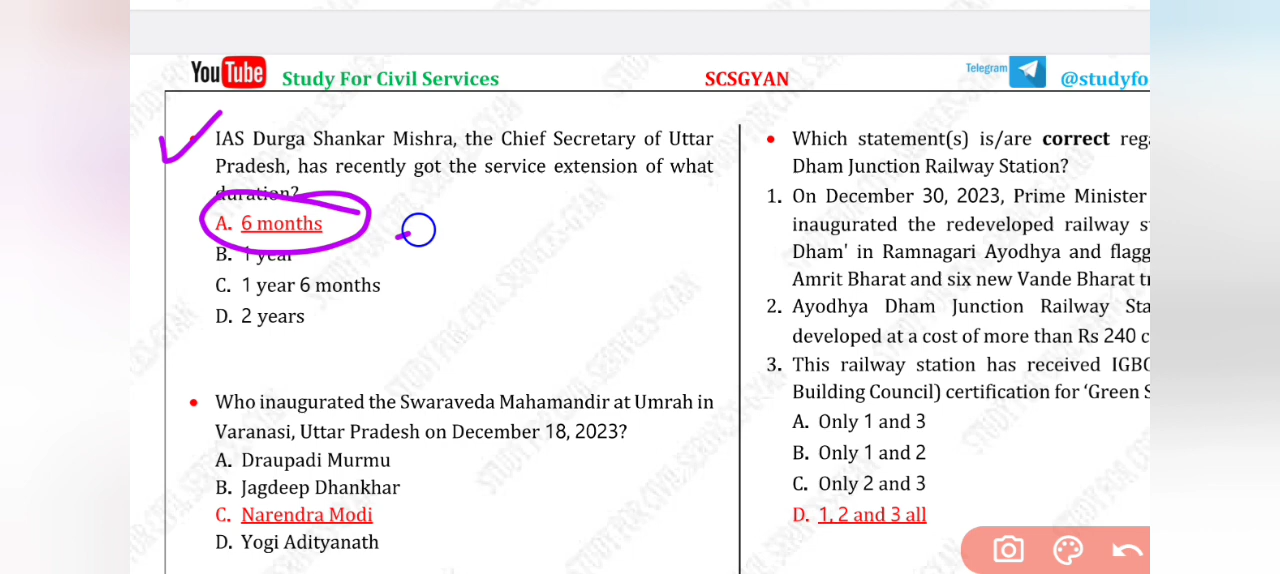 YouTube
Study For Civil Services
SCSGYAN
Telegram
@studyfo
IAS Durga Shankar Mishra, the Chief Secretary of Uttar
Pradesh, has recently got the service extension of what
duration?
A. 6 months
B. 1 year
C. 1 year 6 months
D. 2 years
Who inaugurated the Swaraveda Mahamandir at Umrah in
Varanasi, Uttar Pradesh on December 18, 2023?
A. Draupadi Murmu
B. Jagdeep Dhankhar
C. Narendra Modi
D. Yogi Adityanath
Which statement(s) is/are correct reg
Dham Junction Railway Station?
1. On December 30, 2023, Prime Minister
inaugurated the redeveloped railway s
Dham' in Ramnagari Ayodhya and flagg
Amrit Bharat and six new Vande Bharat t
2. Ayodhya Dham Junction Railway Sta
developed at a cost of more than Rs 240 c
3. This railway station has received IGBC
Building Council) certification for ‘Green S
A. Only 1 and 3
B. Only 1 and 2
C. Only 2 and 3
D. 1, 2 and 3 all